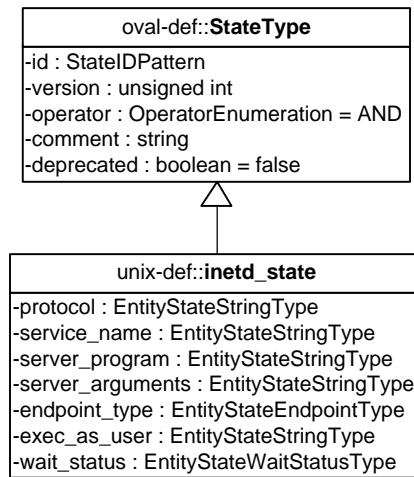 oval-def::StateType
-id : StateIDPattern
-version : unsigned int
-operator : OperatorEnumeration = AND
-comment : string
-deprecated : boolean = false
unix-def::inetd_state
-protocol : EntityStateStringType
-service_name : EntityStateStringType
-server_program : EntityStateStringType
-server_arguments : EntityStateStringType
-endpoint_type : EntityStateEndpointType
-exec_as_user : EntityStateStringType
-wait_status : EntityStateWaitStatusType